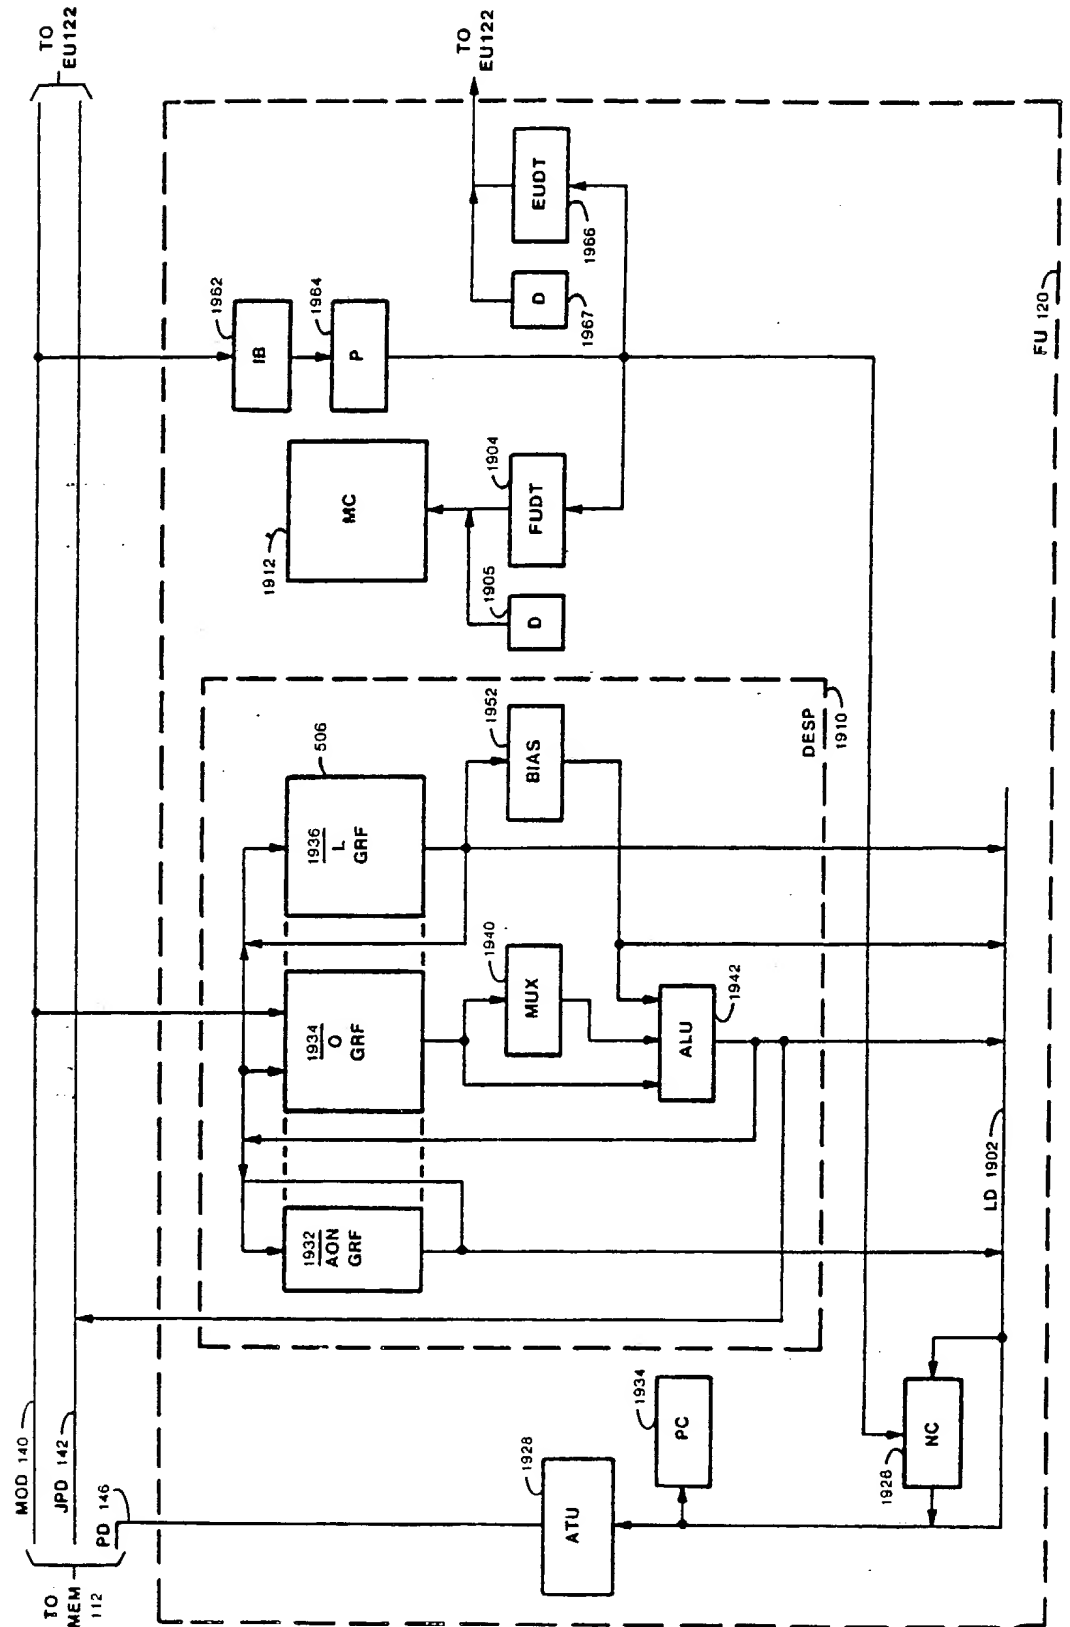 TO
EU122
TO
EU122
MOD 140
JPD 142
PD 146
TO
MEM
112
1962
IB
1964
P
EUDT
1966
D
1967
1912
MC
1904
FUDT
1905
D
FU 120
506
1936
L
GRF
1952
BIAS
DESP
1910
1934
O
GRF
1940
MUX
ALU
1942
1932
AON
GRF
LD 1902
1934
PC
1928
ATU
NC